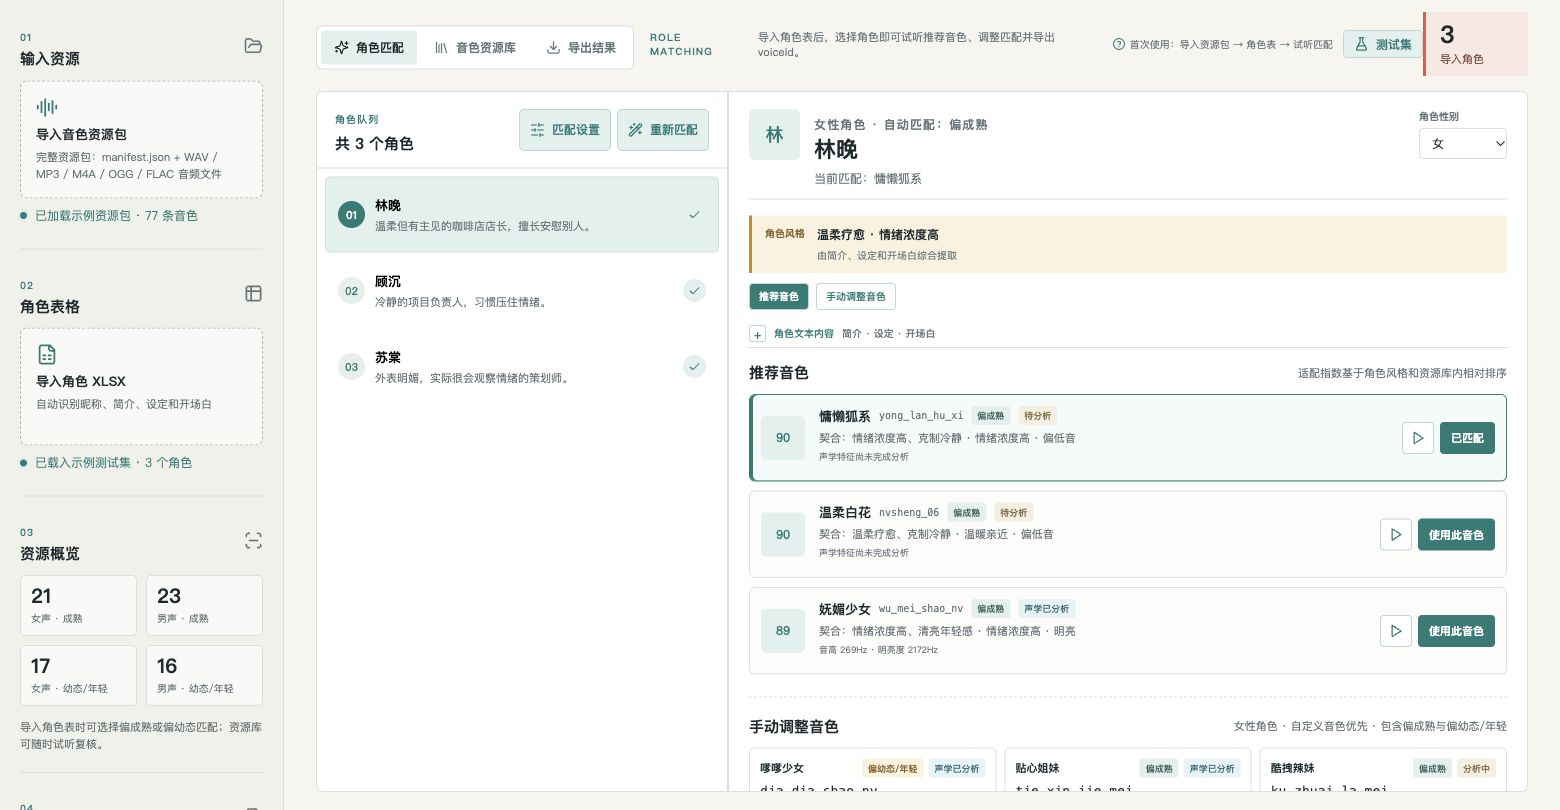 01
输入资源
导入音色资源包
完整资源包：manifest.json + WAV /
MP3 / M4A / OGG / FLAC 音频文件
已加载示例资源包 · 77 条音色
02
角色表格
导入角色 XLSX
自动识别昵称、简介、设定和开场白
已载入示例测试集 · 3 个角色
03
资源概览
21
女声 · 成熟
23
男声 · 成熟
17
女声 · 幼态/年轻
16
男声 · 幼态/年轻
导入角色表时可选择偏成熟或偏幼态匹配；资源库
可随时试听复核。
04
角色匹配
音色资源库
导出结果
ROLE
MATCHING
导入角色表后，选择角色即可试听推荐音色、调整匹配并导出
voiceId。
首次使用：导入资源包 → 角色表 → 试听匹配
测试集
3
导入角色
角色队列
共 3 个角色
匹配设置
重新匹配
01
林晚
温柔但有主见的咖啡店店长，擅长安慰别人。
02
顾沉
冷静的项目负责人，习惯压住情绪。
03
苏棠
外表明媚，实际很会观察情绪的策划师。
林
女性角色 · 自动匹配：偏成熟
林晚
当前匹配：慵懒狐系
角色性别
女
角色风格
温柔疗愈 · 情绪浓度高
由简介、设定和开场白综合提取
推荐音色
手动调整音色
+ 角色文本内容 简介 · 设定 · 开场白
推荐音色
适配指数基于角色风格和资源库内相对排序
90
慵懒狐系 yong_lan_hu_xi 偏成熟 待分析
契合：情绪浓度高、克制冷静 · 情绪浓度高 · 偏低音
声学特征尚未完成分析
已匹配
90
温柔白花 nvsheng_06 偏成熟 待分析
契合：温柔疗愈、克制冷静 · 温暖亲近 · 偏低音
声学特征尚未完成分析
使用此音色
89
妩媚少女 wu_mei_shao_nv 偏成熟 声学已分析
契合：情绪浓度高、清亮年轻感 · 情绪浓度高 · 明亮
音高 269Hz · 明亮度 2172Hz
使用此音色
手动调整音色
女性角色 · 自定义音色优先 · 包含偏成熟与偏幼态/年轻
嗲嗲少女 偏幼态/年轻 声学已分析
dia_dia_shao_nv
贴心姐妹 偏成熟 声学已分析
tie_xin_jie_mei
酷拽辣妹 偏成熟 分析中
ku_zhuai_la_mei